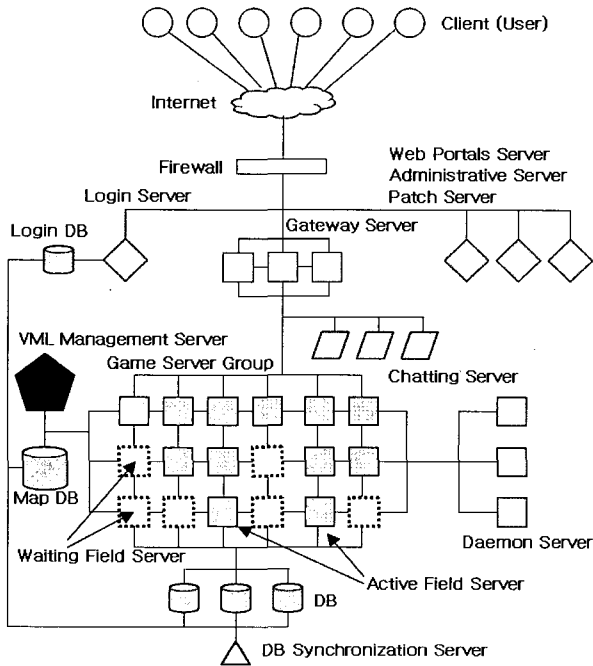 Client (User)
Internet
Firewall
Web Portals Server
Administrative Server
Patch Server
Login Server
Gateway Server
Login DB
VML Management Server
Game Server Group
Chatting Server
Map DB
Waiting Field Server
Daemon Server
Active Field Server
DB
DB Synchronization Server